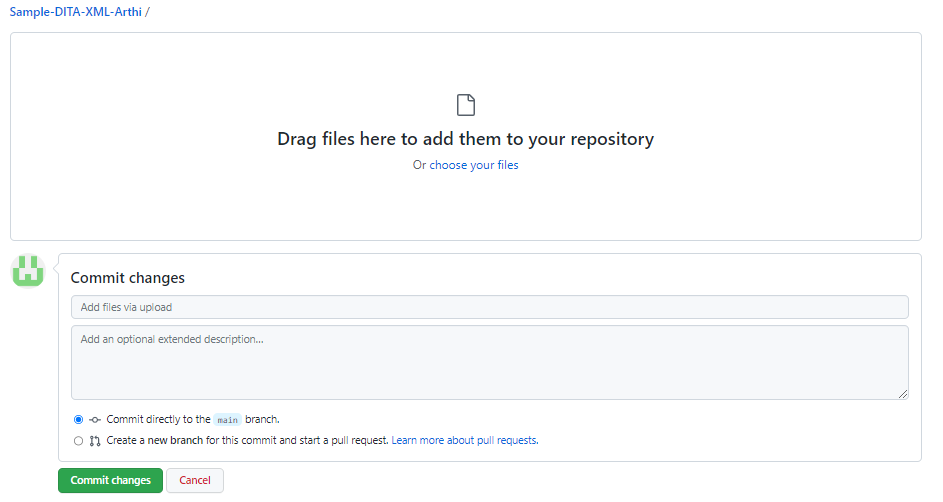 Sample-DITA-XML-Arthi /
Drag files here to add them to your repository
Or choose your files
Commit changes
Add files via upload
Add an optional extended description...
Commit directly to the main branch.
Create a new branch for this commit and start a pull request. Learn more about pull requests.
Commit changes Cancel